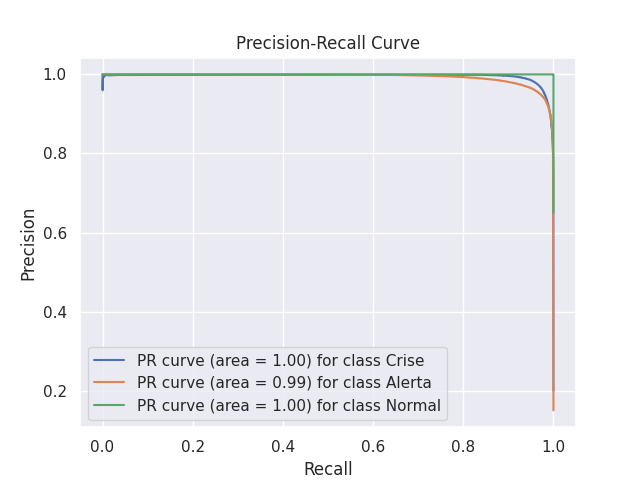 Precision-Recall Curve
1.0
0.8
0.6
0.4
0.2
Precision
PR curve (area = 1.00) for class Crise
PR curve (area = 0.99) for class Alerta
PR curve (area = 1.00) for class Normal
0.0 0.2 0.4 0.6 0.8 1.0
Recall